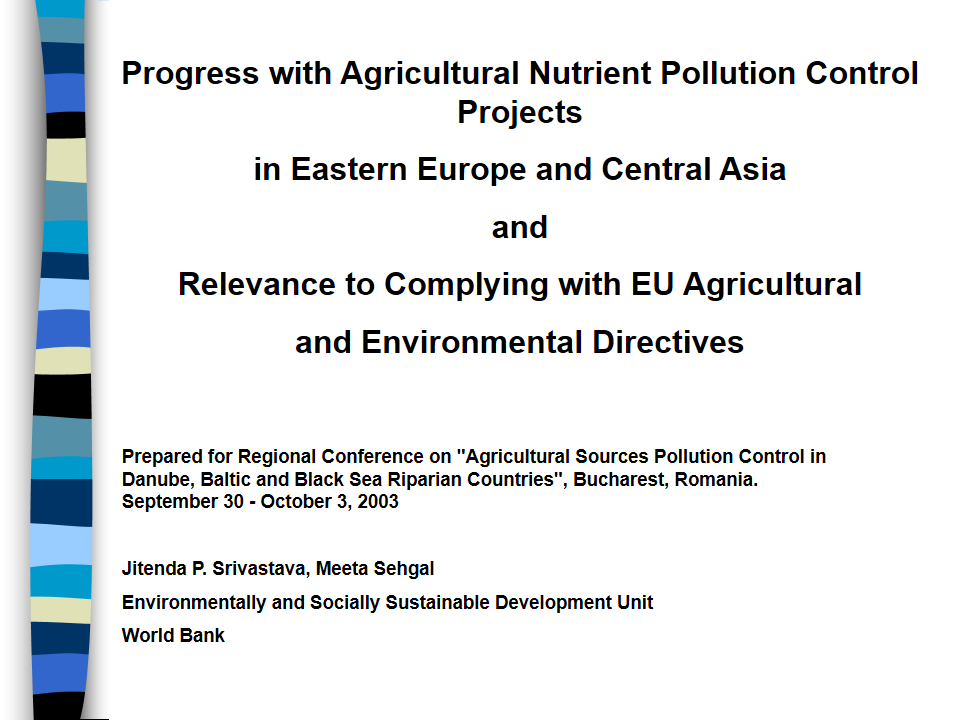 Progress with Agricultural Nutrient Pollution Control
Projects
in Eastern Europe and Central Asia
and
Relevance to Complying with EU Agricultural
and Environmental Directives
Prepared for Regional Conference on "Agricultural Sources Pollution Control in
Danube, Baltic and Black Sea Riparian Countries", Bucharest, Romania.
September 30 - October 3, 2003
Jitenda P. Srivastava, Meeta Sehgal
Environmentally and Socially Sustainable Development Unit
World Bank